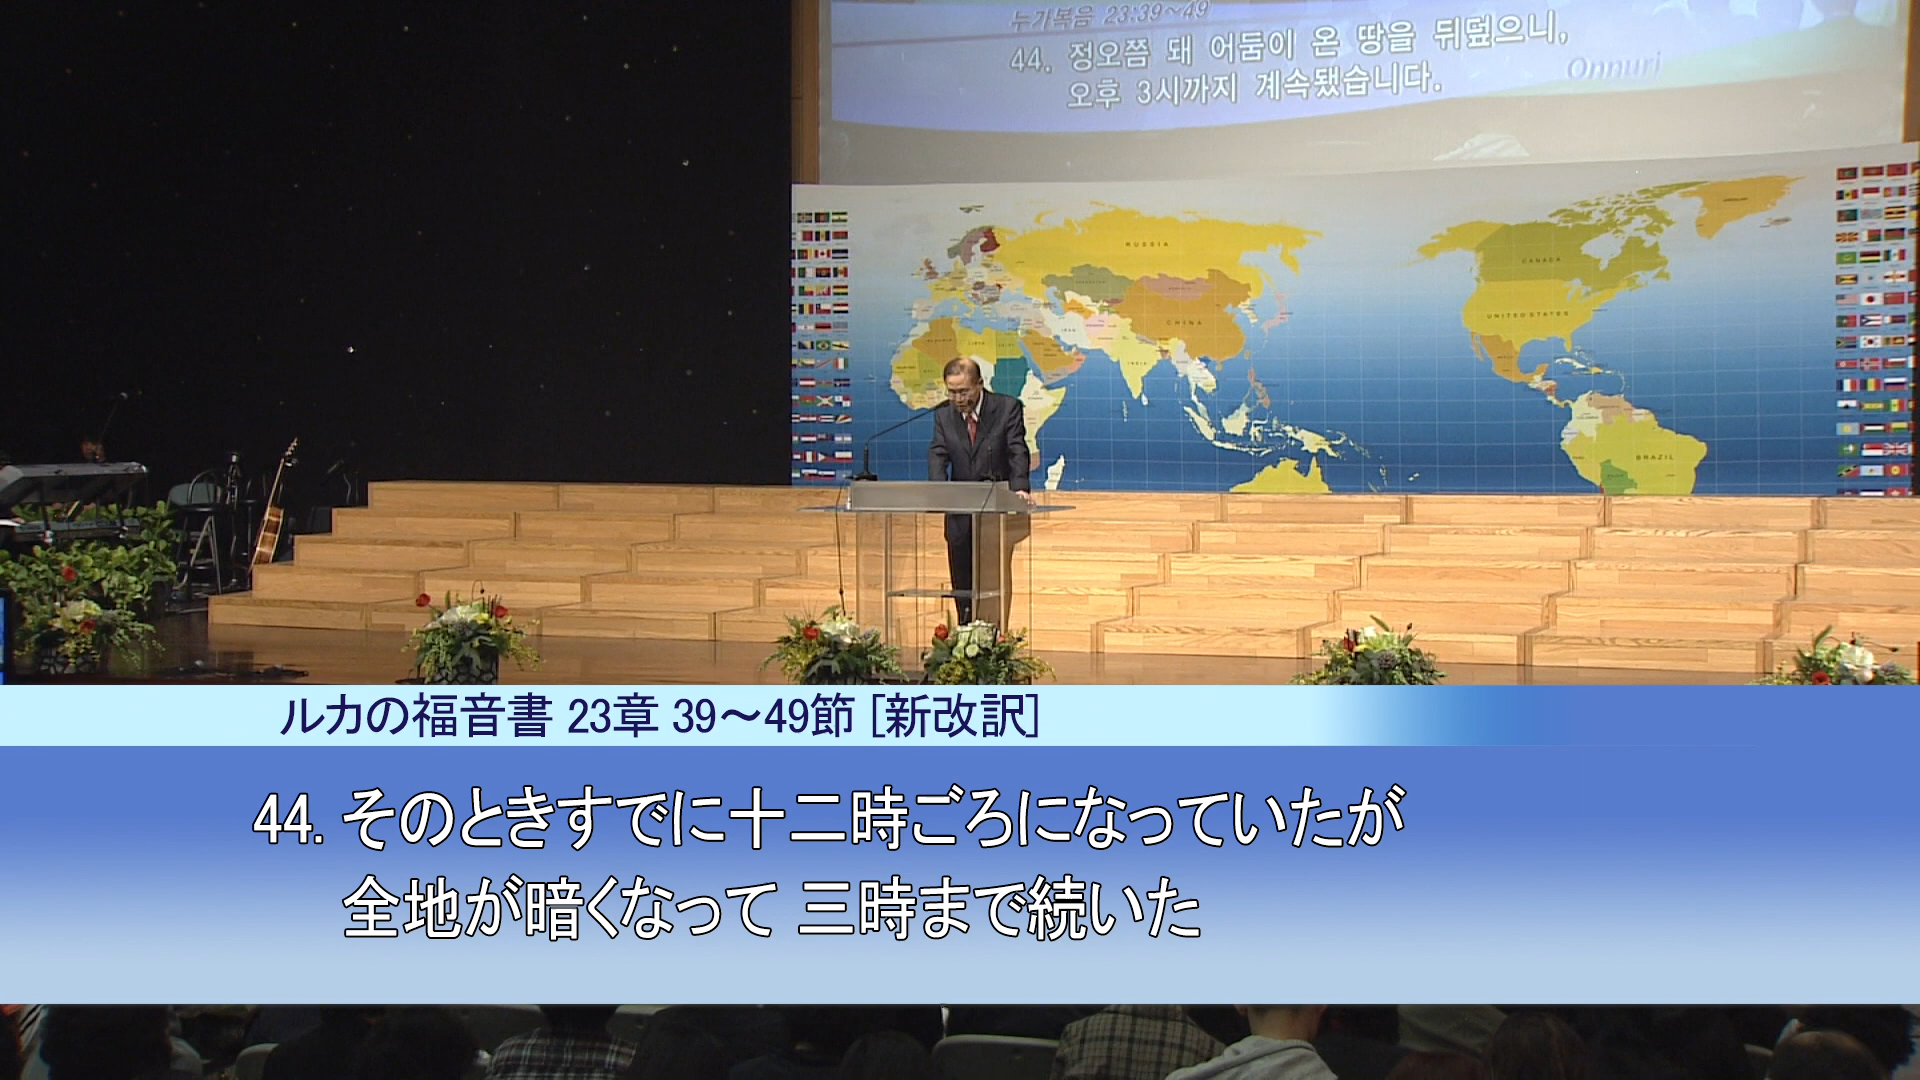 누가복음 23:39~49
44. 정오쯤 돼 어둠이 온 땅을 뒤덮으니,
오후 3시까지 계속됐습니다.
Onnuri
RUSSIA
CANADA
UNITED STATES
CHINA
INDIA
BRAZIL
ルカの福音書 23章 39～49節 [新改訳]
44. そのときすでに十二時ごろになっていたが
全地が暗くなって 三時まで続いた